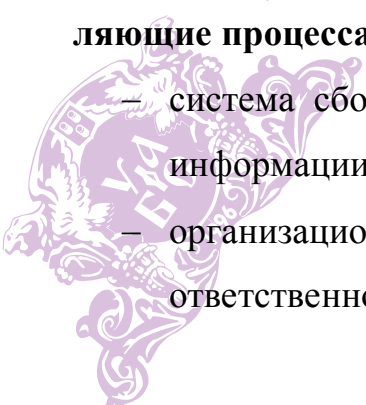 ляющие процесса
– система сбо
информации
– организацио
ответственно